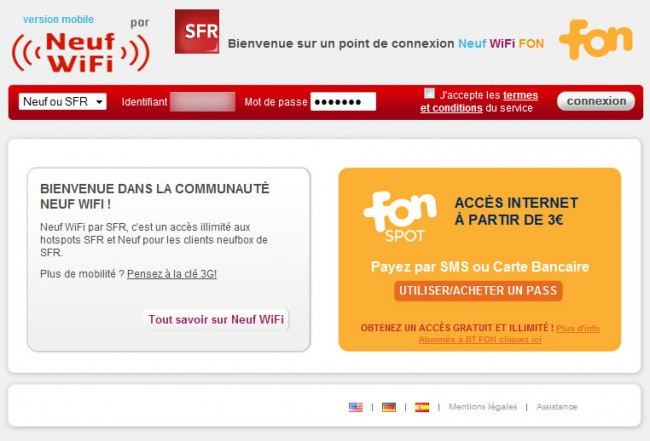 version mobile
par
Neuf
WiFi
SFR
Bienvenue sur un point de connexion Neuf WiFi FON
fon
Neuf ou SFR
Identifiant
Mot de passe
●●●●●●●
J'accepte les termes
et conditions du service
connexion
BIENVENUE DANS LA COMMUNAUTÉ
NEUF WIFI !
Neuf WiFi par SFR, c'est un accès illimité aux
hotspots SFR et Neuf pour les clients neufbox de
SFR.
Plus de mobilité ? Pensez à la clé 3G!
Tout savoir sur Neuf WiFi
fon
SPOT
ACCÈS INTERNET
À PARTIR DE 3€
Payez par SMS ou Carte Bancaire
UTILISER/ACHETER UN PASS
OBTENEZ UN ACCÈS GRATUIT ET ILLIMITÉ ! Plus d'info
Abonnés à BT FON cliquez ici
| | | Mentions légales | Assistance